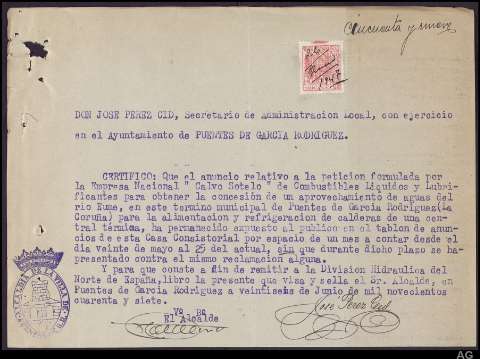 cincuenta y nueve
1947
DON JOSE PEREZ CID, Secretario de Administracion Local, con ejercicio
en el Ayuntamiento de PUENTES DE GARCIA RODRIGUEZ.
CERTIFICO: Que el anuncio relativo a la peticion formulada por
la Empresa Nacional " Calvo Sotelo " de Combustibles Liquidos y Lubri-
ficantes para obtener la concesión de un aprovechamiento de aguas del
rio Eume, en este termino municipal de Puentes de Garcia Rodriguez(La
Coruña) para la alimentacion y refrigeracion de calderas de una cen-
tral térmica, ha permanecido expuesto al publico en el tablon de anun-
cios de esta Casa Consistorial por espacio de un mes a contar desde el
dia veinte de mayo al 25 del actual, sin que durante dicho plazo se ha-
presentado contra el mismo reclamacion alguna.
Y para que conste a fin de remitir a la Division Hidraulica del
Norte de España, libro la presente que visa y sella el Sr. Alcalde, en
Puentes de Garcia Rodriguez a veintiseis de Junio de mil novecientos
cuarenta y siete.
Vº Bº
El Alcalde
José Perez Cid
AG